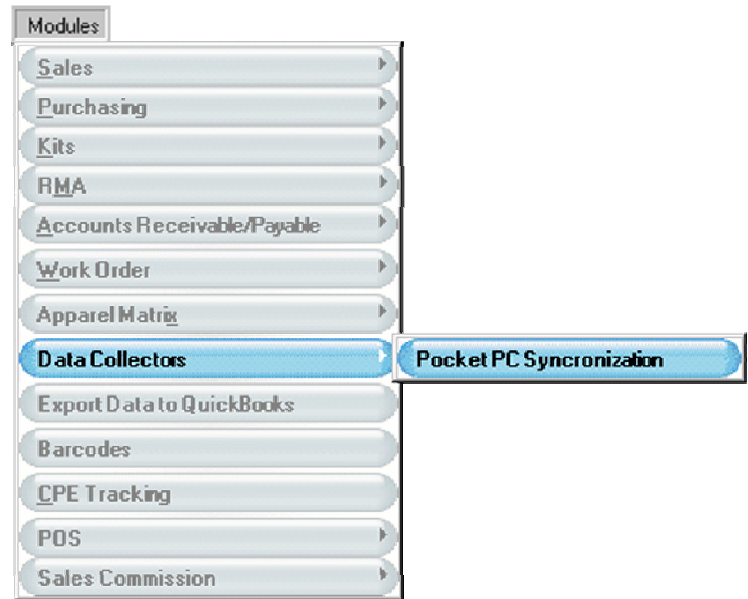 Modules
Sales
Purchasing
Kits
RMA
Accounts Receivable/Payable
Work Order
Apparel Matrix
Data Collectors
Pocket PC Syncronization
Export Data to QuickBooks
Barcodes
CPE Tracking
POS
Sales Commission